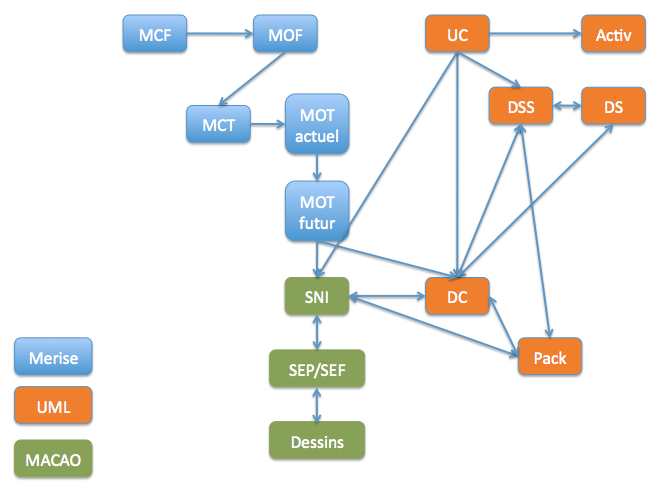 MCF
MOF
UC
Activ
MCT
MOT
actuel
DSS
DS
MOT
futur
SNI
DC
Merise
SEP/SEF
Pack
UML
Dessins
MACAO